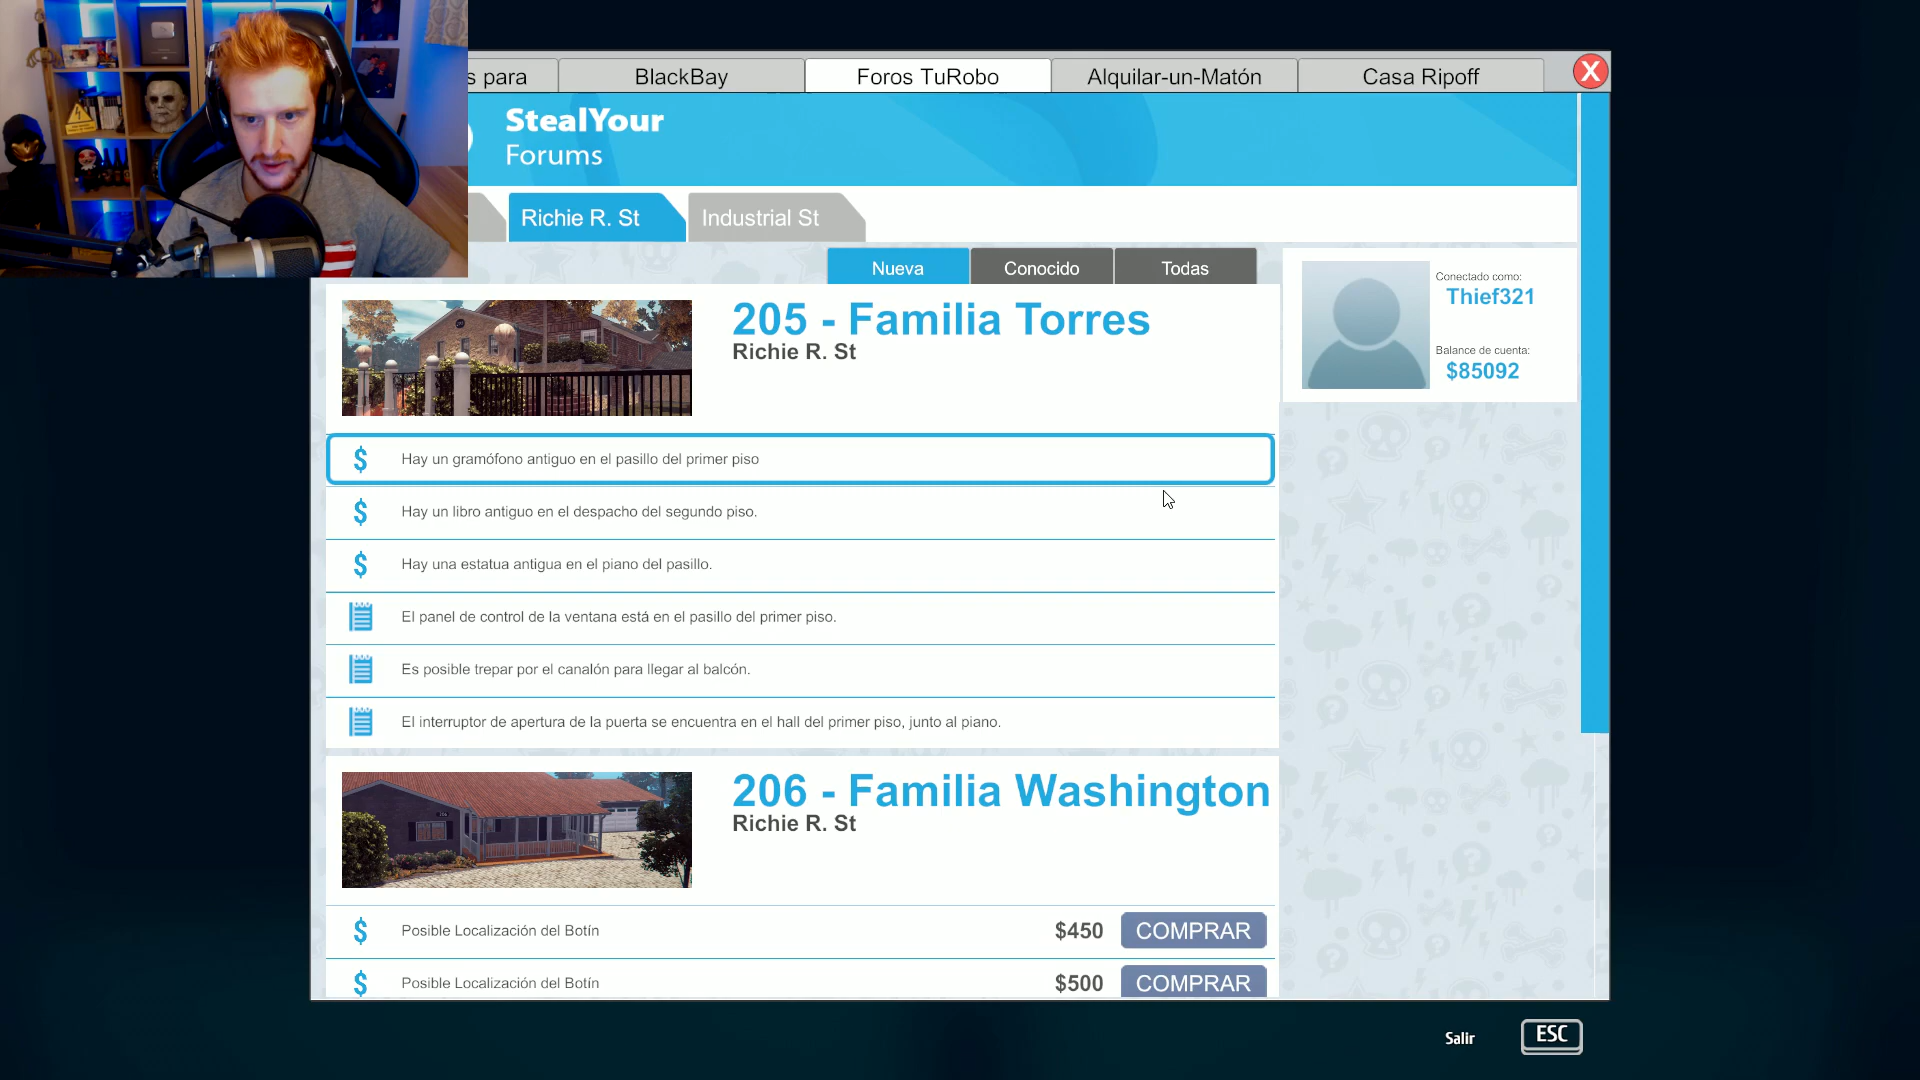 s para
BlackBay
Foros TuRobo
Alquilar-un-Matón
Casa Ripoff
X
StealYour
Forums
Richie R. St
Industrial St
Nueva
Conocido
Todas
205 - Familia Torres
Richie R. St
Conectado como:
Thief321
Balance de cuenta:
$85092
$ Hay un gramófono antiguo en el pasillo del primer piso
$ Hay un libro antiguo en el despacho del segundo piso.
$ Hay una estatua antigua en el piano del pasillo.
El panel de control de la ventana está en el pasillo del primer piso.
Es posible trepar por el canalón para llegar al balcón.
El interruptor de apertura de la puerta se encuentra en el hall del primer piso, junto al piano.
206 - Familia Washington
Richie R. St
$ Posible Localización del Botín $450 COMPRAR
$ Posible Localización del Botín $500 COMPRAR
Salir ESC